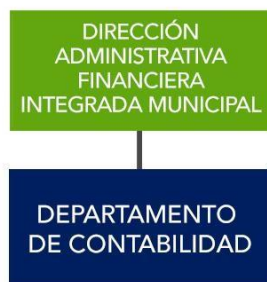 DIRECCIÓN
ADMINISTRATIVA
FINANCIERA
INTEGRADA MUNICIPAL
DEPARTAMENTO
DE CONTABILIDAD